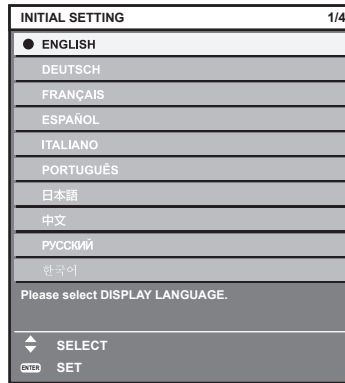 INITIAL SETTING 1/4
ENGLISH
DEUTSCH
FRANÇAIS
ESPAÑOL
ITALIANO
PORTUGUÊS
日本語
中文
РУССКИЙ
한국어
Please select DISPLAY LANGUAGE.
SELECT
ENTER SET